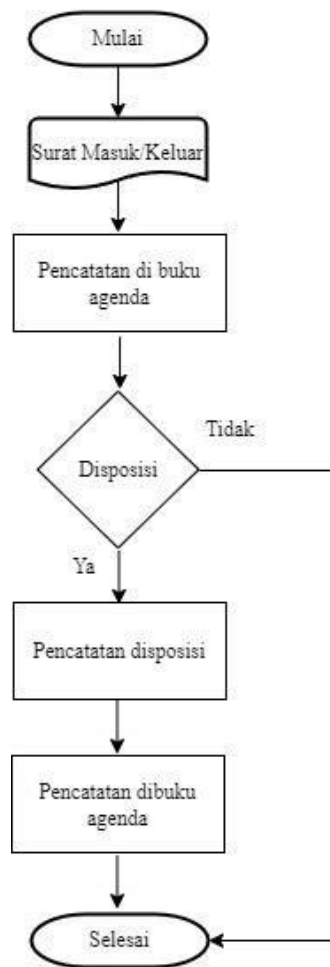 Mulai
Surat Masuk/Keluar
Pencatatan di buku
agenda
Disposisi
Tidak
Ya
Pencatatan disposisi
Pencatatan dibuku
agenda
Selesai